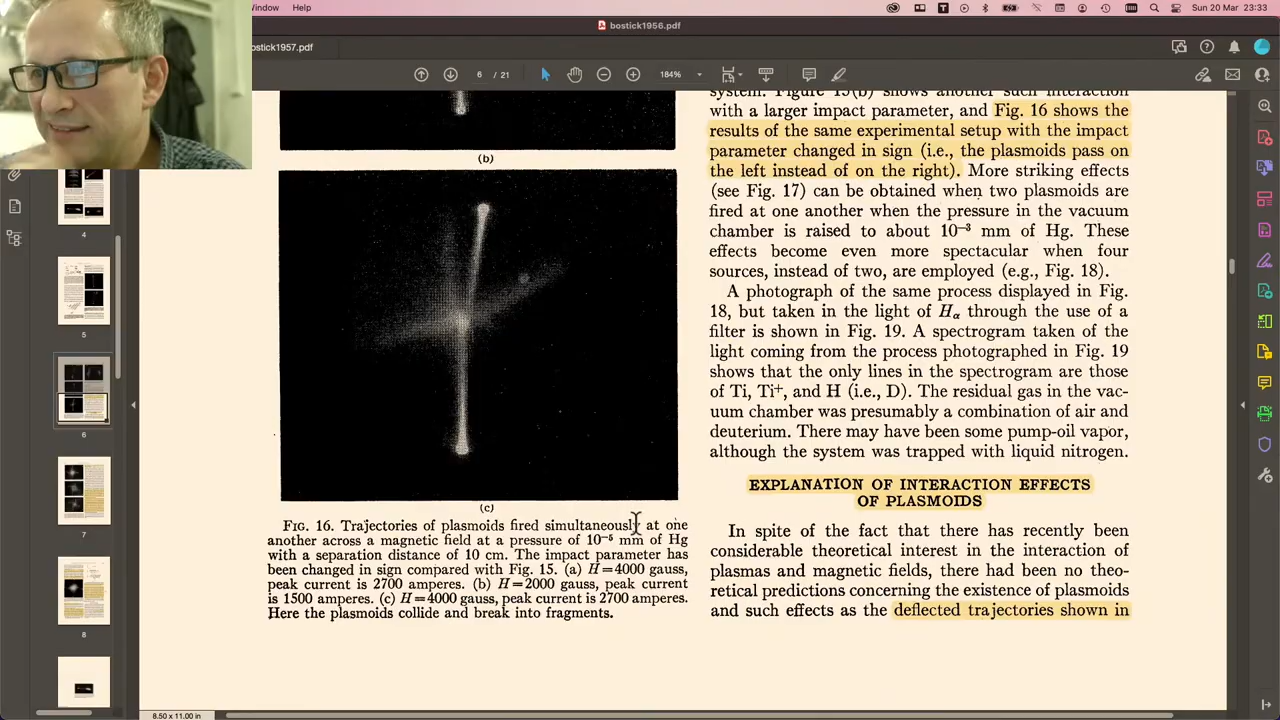 Sun 20 Mar 23:33
bostick1956.pdf
ostick1957.pdf
6 / 21
184%
system. Figure 15(b) shows another such interaction
with a larger impact parameter, and Fig. 16 shows the
results of the same experimental setup with the impact
parameter changed in sign (i.e., the plasmoids pass on
the left instead of on the right). More striking effects
(see Fig. 17) can be obtained when two plasmoids are
fired at one another when the pressure in the vacuum
chamber is raised to about 10⁻³ mm of Hg. These
effects become even more spectacular when four
sources, instead of two, are employed (e.g., Fig. 18).
A photograph of the same process displayed in Fig.
18, but taken in the light of Hα through the use of a
filter is shown in Fig. 19. A spectrogram taken of the
light coming from the process photographed in Fig. 19
shows that the only lines in the spectrogram are those
of Ti, Ti⁺, and H (i.e., D). The residual gas in the vac-
uum chamber was presumably a combination of air and
deuterium. There may have been some pump-oil vapor,
although the system was trapped with liquid nitrogen.
EXPLANATION OF INTERACTION EFFECTS
OF PLASMOIDS
In spite of the fact that there has recently been
considerable theoretical interest in the interaction of
plasmas and magnetic fields, there had been no theo-
retical predictions concerning the existence of plasmoids
and such effects as the deflected trajectories shown in
(b)
(c)
FIG. 16. Trajectories of plasmoids fired simultaneously at one
another across a magnetic field at a pressure of 10⁻⁵ mm of Hg
with a separation distance of 10 cm. The impact parameter has
been changed in sign compared with Fig. 15. (a) H=4000 gauss,
peak current is 2700 amperes. (b) H=2800 gauss, peak current
is 1500 amperes. (c) H=4000 gauss, peak current is 2700 amperes.
Here the plasmoids collide and break into fragments.
4
5
6
7
8
8.50 x 11.00 in